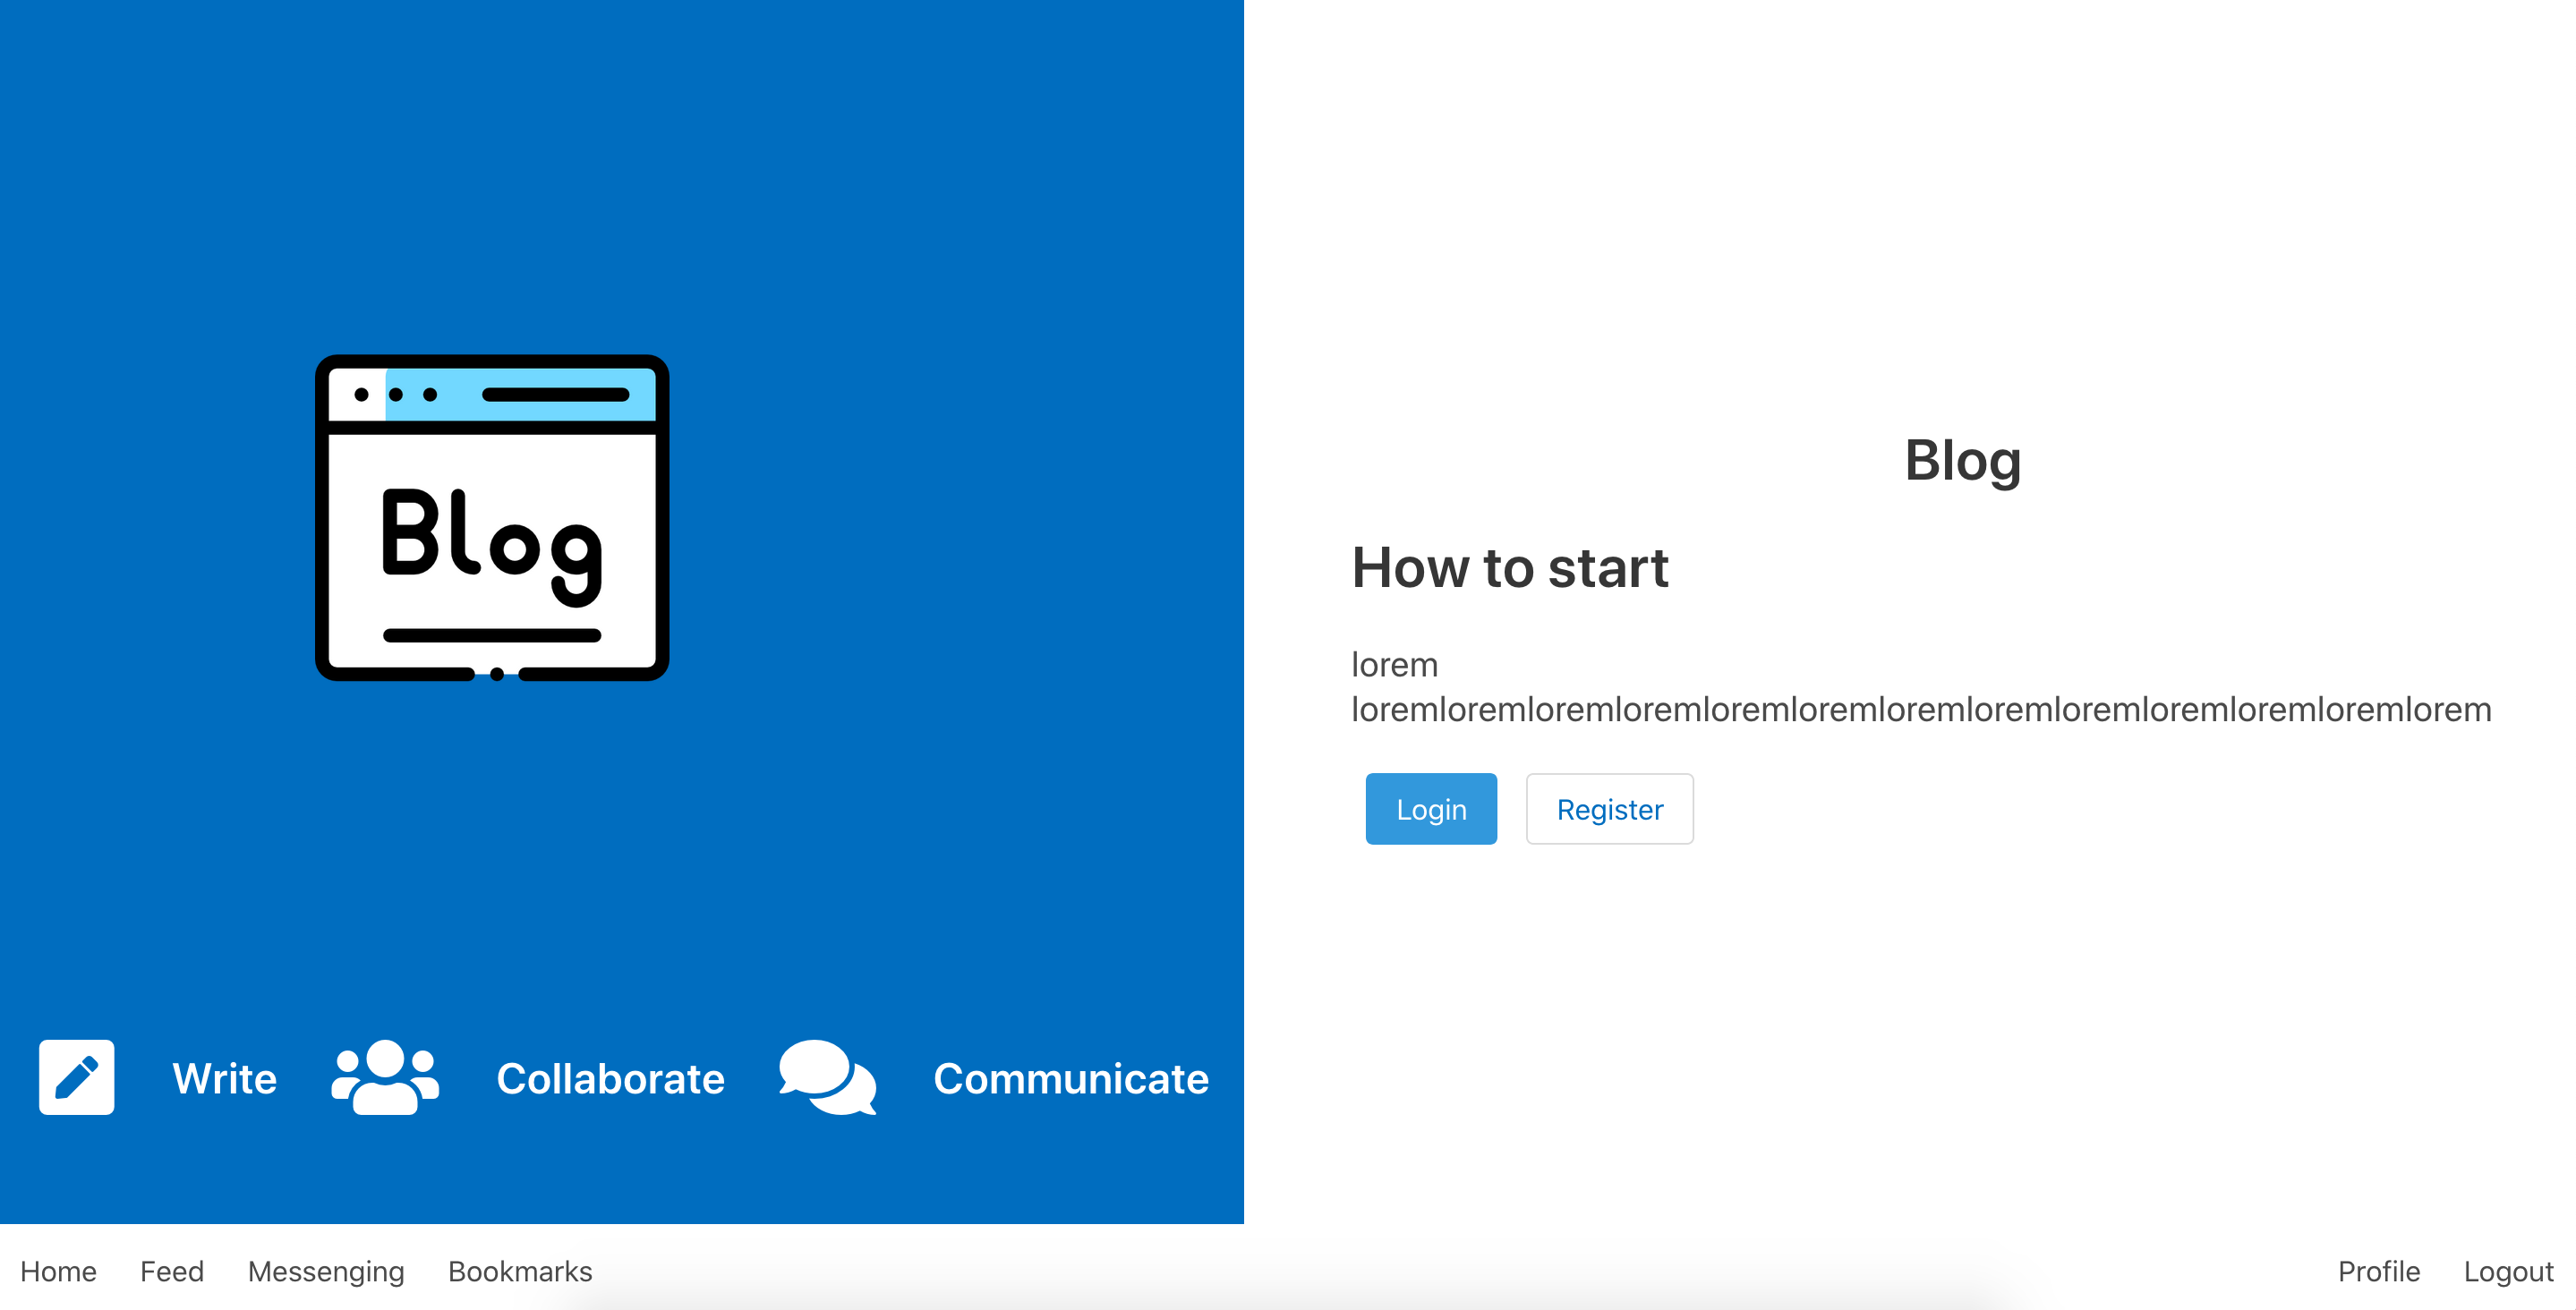 Blog
Write
Collaborate
Communicate
Blog
How to start
lorem
loremloremloremloremloremloremloremloremloremloremloremloremlorem
Login
Register
Home
Feed
Messenging
Bookmarks
Profile
Logout